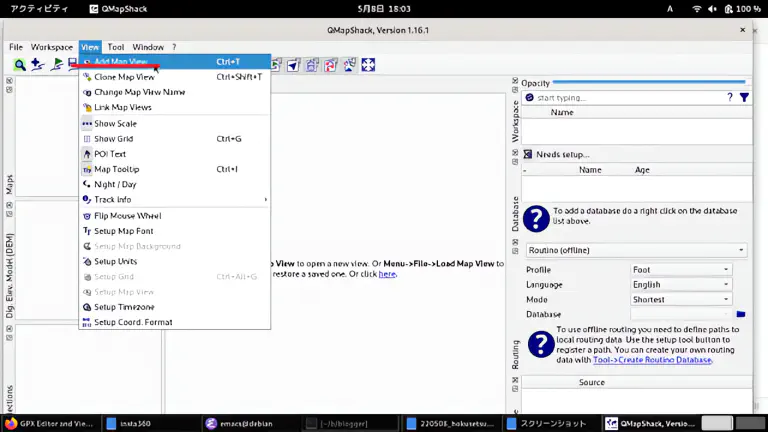 アクティビティ QMapShack 5月8日 18:03 A 100 %
QMapShack, Version 1.16.1
File Workspace View Tool Window ?
Add Map View Ctrl+T
Clone Map View Ctrl+Shift+T
Change Map View Name
Link Map Views
Show Scale
Show Grid Ctrl+G
POI Text
Map Tooltip Ctrl+I
Night / Day
Track Info
Flip Mouse Wheel
Setup Map Font
Setup Map Background
Setup Units
Setup Grid Ctrl+Alt+G
Setup Map View
Setup Timezone
Setup Coord. Format
Maps
Dig. Elev. Model (DEM)
View to open a new view. Or Menu->File->Load Map View to
restore a saved one. Or click here.
Opacity
start typing... ?
Name
Workspace
Needs setup...
- Name Age
To add a database do a right click on the database
list above.
Database
Routino (offline)
Profile Foot
Language English
Mode Shortest
Database
To use offline routing you need to define paths to
local routing data. Use the setup tool button to
register a path. You can create your own routing
data with Tool->Create Routino Database.
Routing
Source
GPX Editor and Vie... insta360 emacs@debian [~/h/blogger] スクリーンショット QMapShack, Versio...